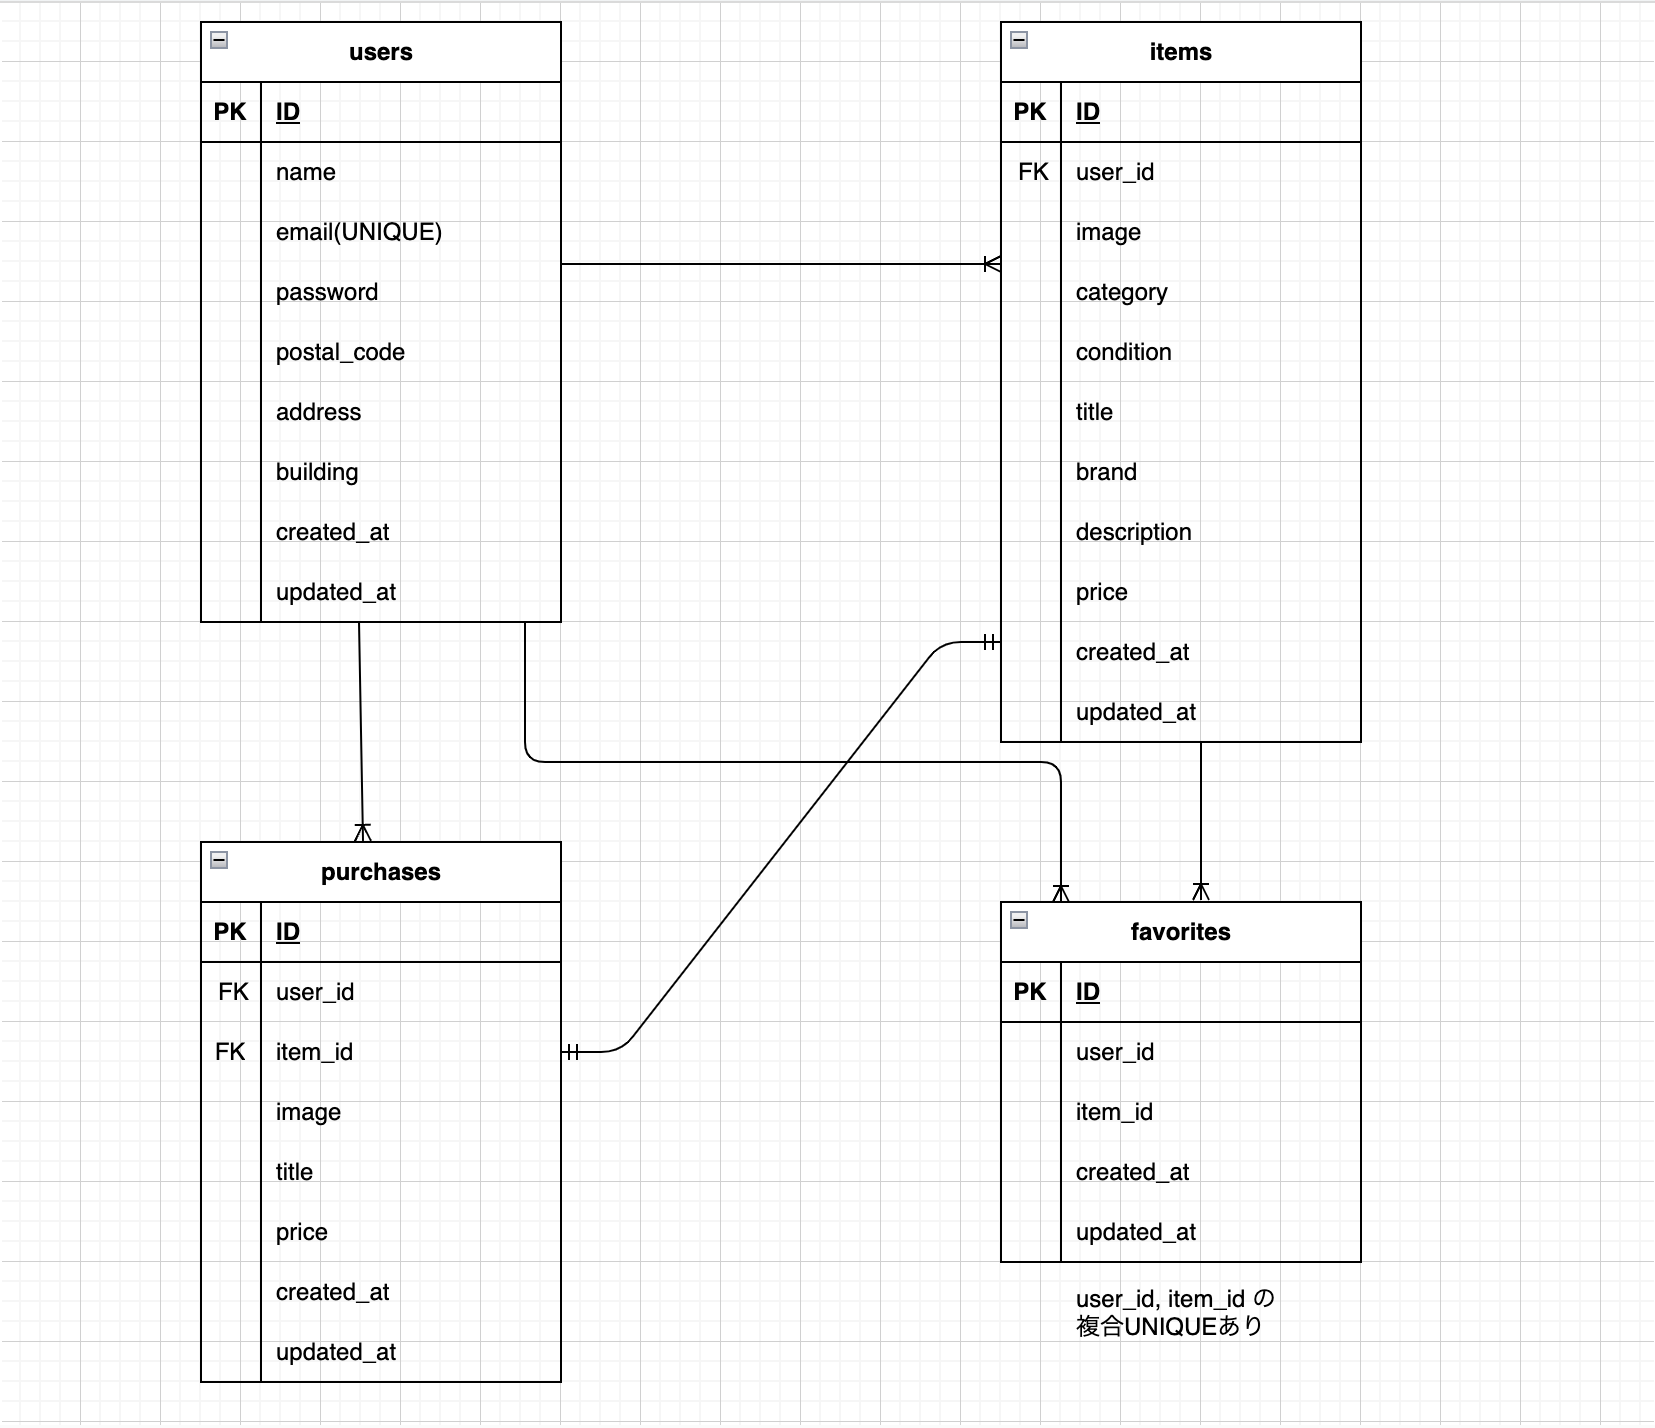 users
PK ID
name
email(UNIQUE)
password
postal_code
address
building
created_at
updated_at
items
PK ID
FK user_id
image
category
condition
title
brand
description
price
created_at
updated_at
purchases
PK ID
FK user_id
FK item_id
image
title
price
created_at
updated_at
favorites
PK ID
user_id
item_id
created_at
updated_at
user_id, item_id の
複合UNIQUEあり